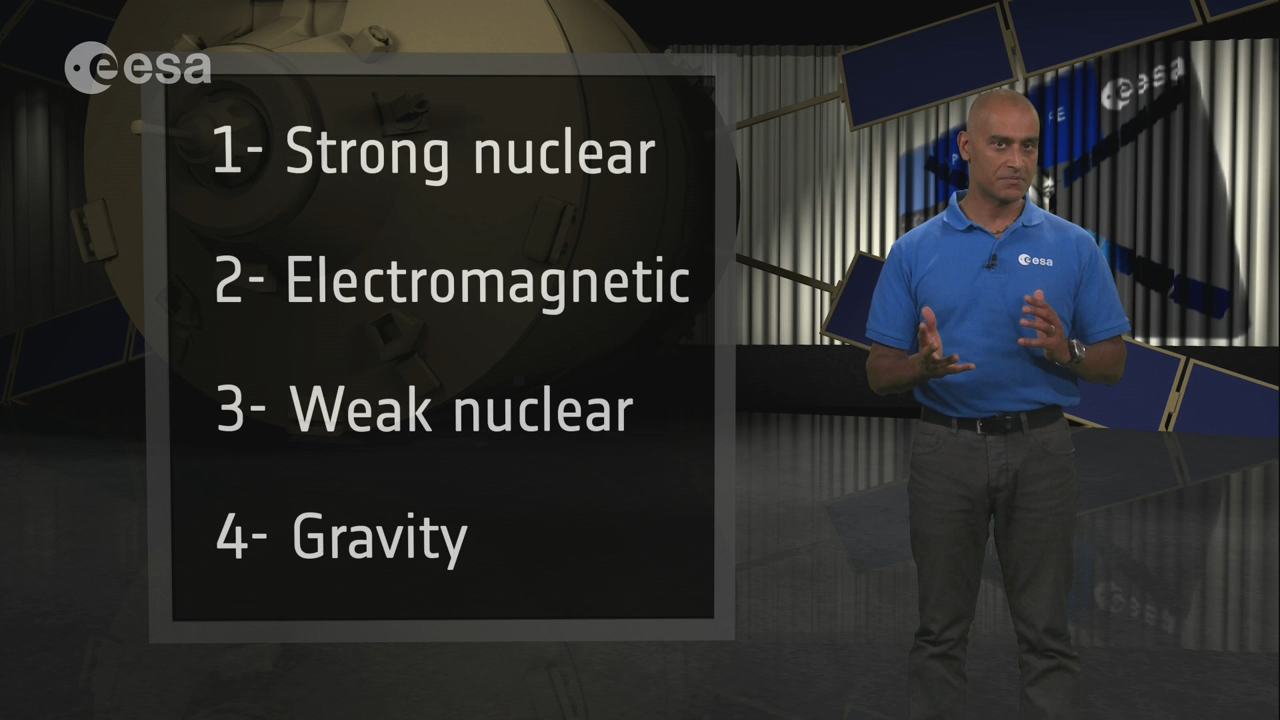 esa
1- Strong nuclear
2- Electromagnetic
3- Weak nuclear
4- Gravity
esa
esa